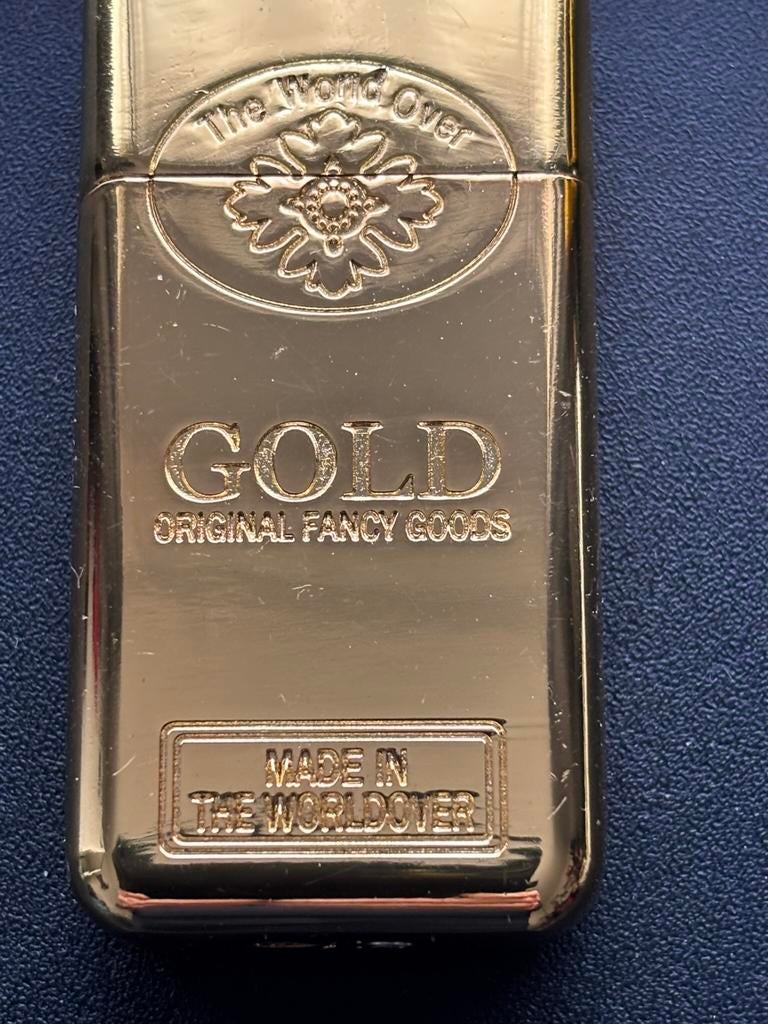 The World Over
GOLD
ORIGINAL FANCY GOODS
MADE IN
THE WORLDOVER